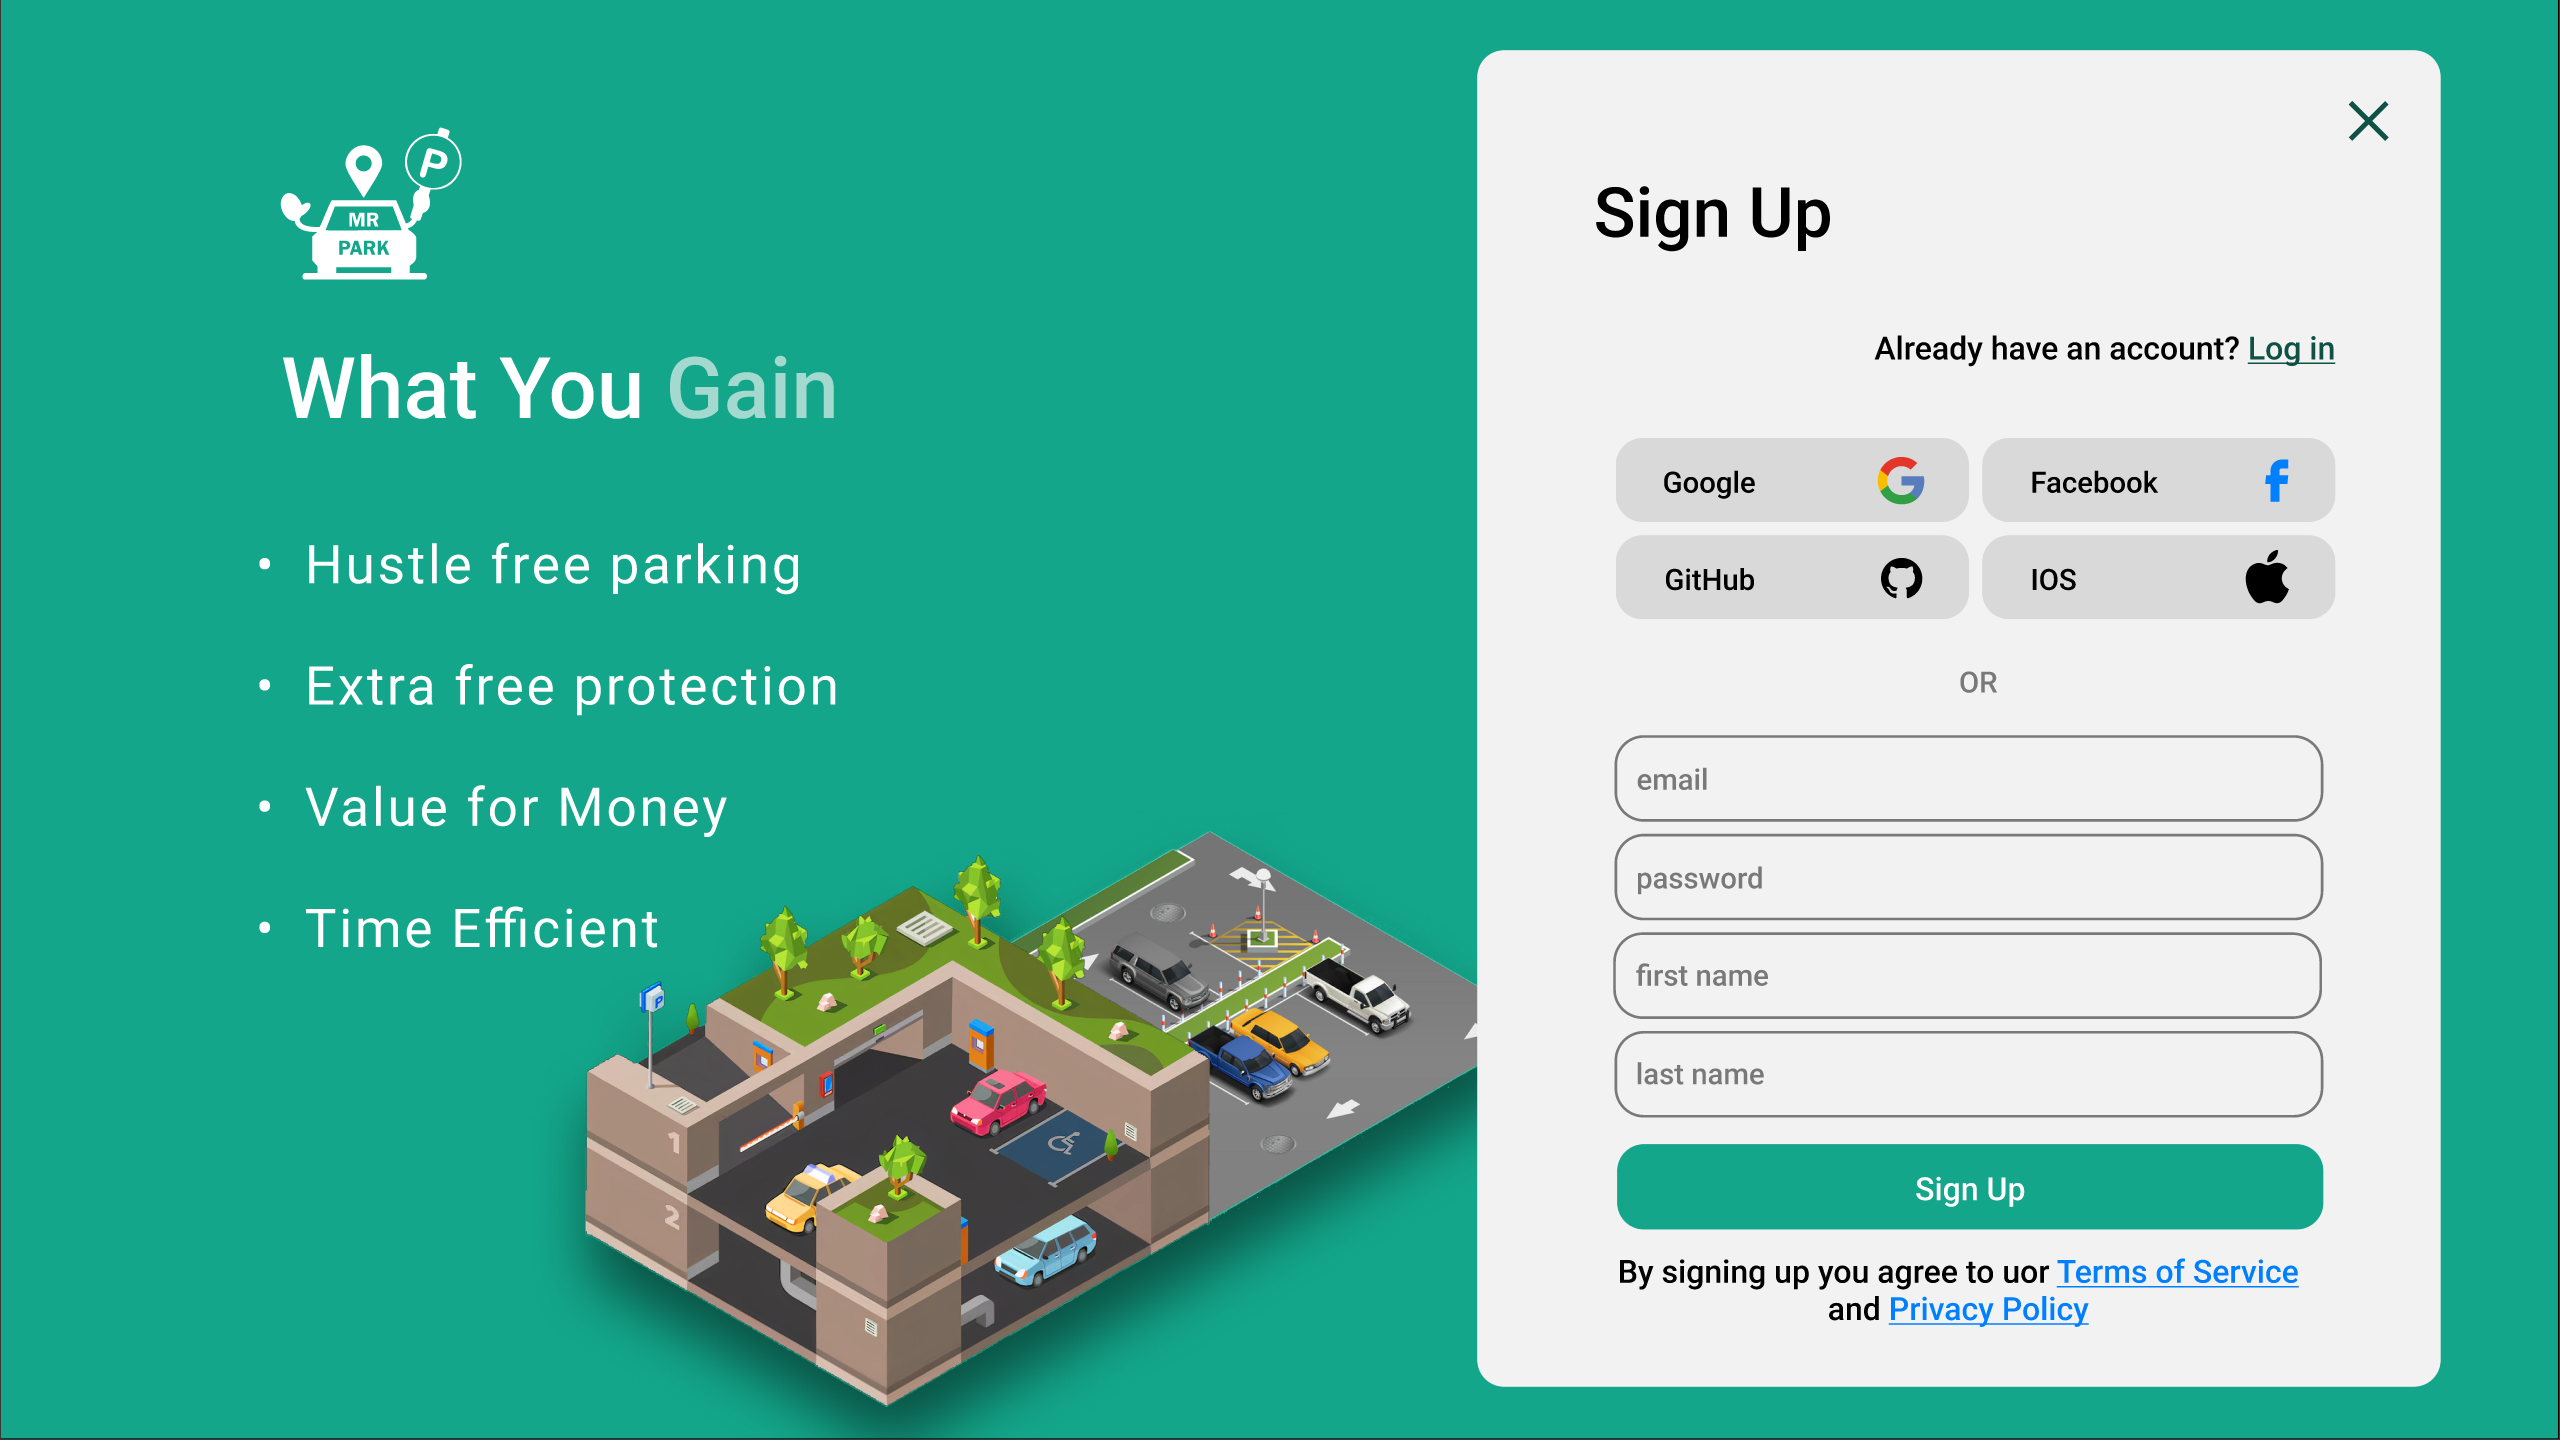 P
MR
PARK
What You Gain
• Hustle free parking
• Extra free protection
• Value for Money
• Time Efficient
P
1
2
Sign Up
Already have an account? Log in
Google
Facebook
GitHub
IOS
OR
email
password
first name
last name
Sign Up
By signing up you agree to uor Terms of Service
and Privacy Policy